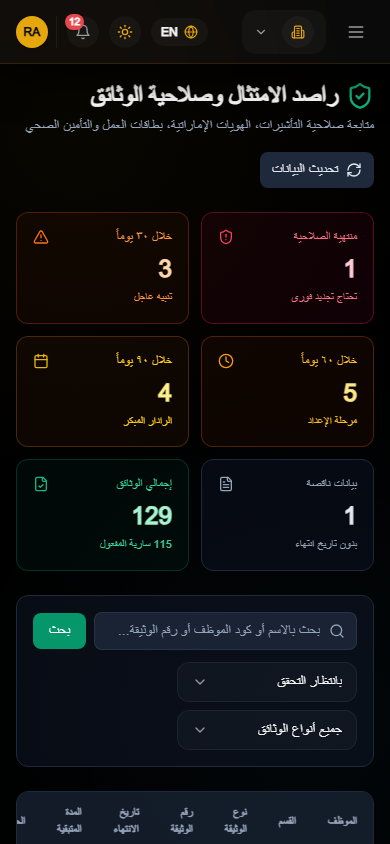 RA
12
EN
راصد الامتثال وصلاحية الوثائق
متابعة صلاحية التأشيرات، الهويات الإماراتية، بطاقات العمل والتأمين الصحي
تحديث البيانات
منتهية الصلاحية
1
تحتاج تجديد فوري
خلال ٣٠ يوماً
3
تنبيه عاجل
خلال ٦٠ يوماً
5
مرحلة الإعداد
خلال ٩٠ يوماً
4
الرادار المبكر
بيانات ناقصة
1
بدون تاريخ انتهاء
إجمالي الوثائق
129
115 سارية المفعول
بحث بالاسم أو كود الموظف أو رقم الوثيقة...
بحث
بانتظار التحقق
جميع أنواع الوثائق
الموظف
القسم
نوع الوثيقة
رقم الوثيقة
تاريخ الانتهاء
المدة المتبقية